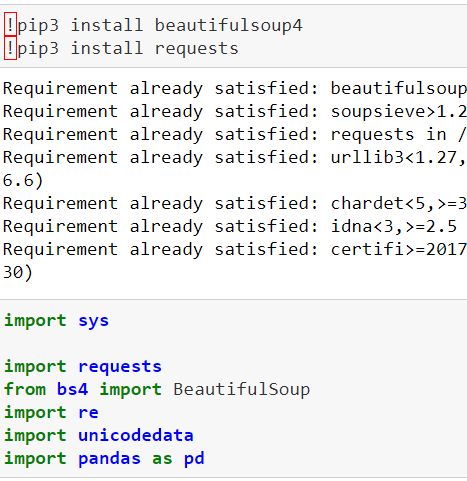 !pip3 install beautifulsoup4
!pip3 install requests
Requirement already satisfied: beautifulsoup
Requirement already satisfied: soupsieve>1.2
Requirement already satisfied: requests in /
Requirement already satisfied: urllib3<1.27,
6.6)
Requirement already satisfied: chardet<5,>=3
Requirement already satisfied: idna<3,>=2.5
Requirement already satisfied: certifi>=2017
30)
import sys
import requests
from bs4 import BeautifulSoup
import re
import unicodedata
import pandas as pd